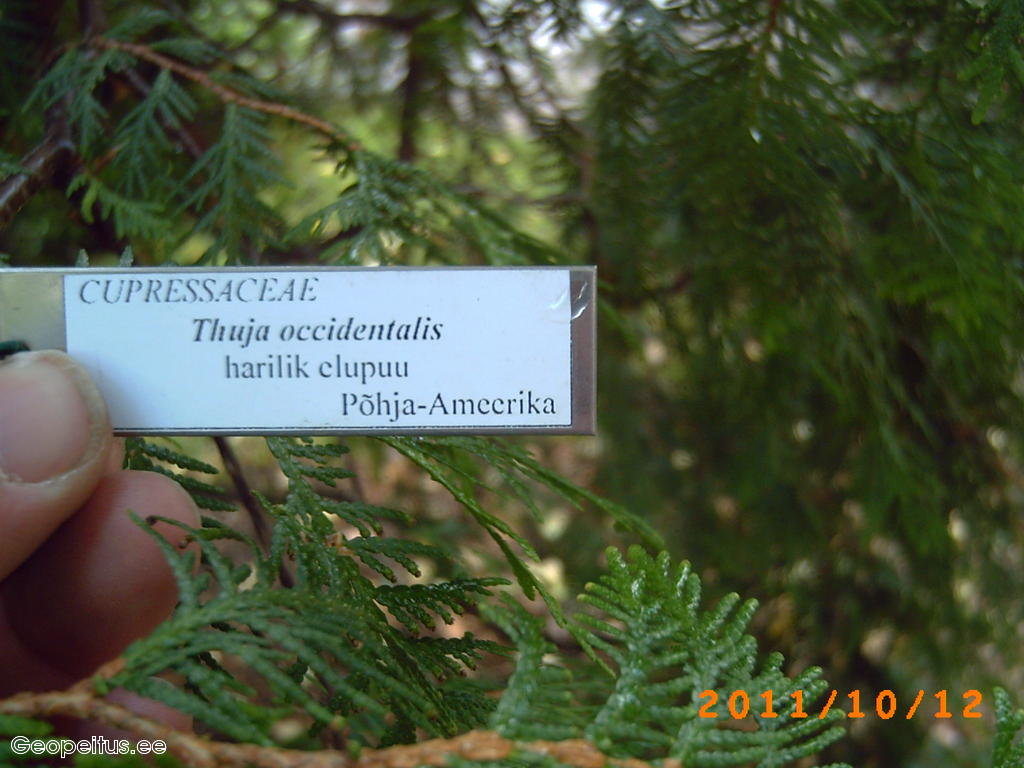 CUPRESSACEAE
Thuja occidentalis
harilik elupuu
Põhja-Ameerika
2011/10/12
Geopeitus.ee